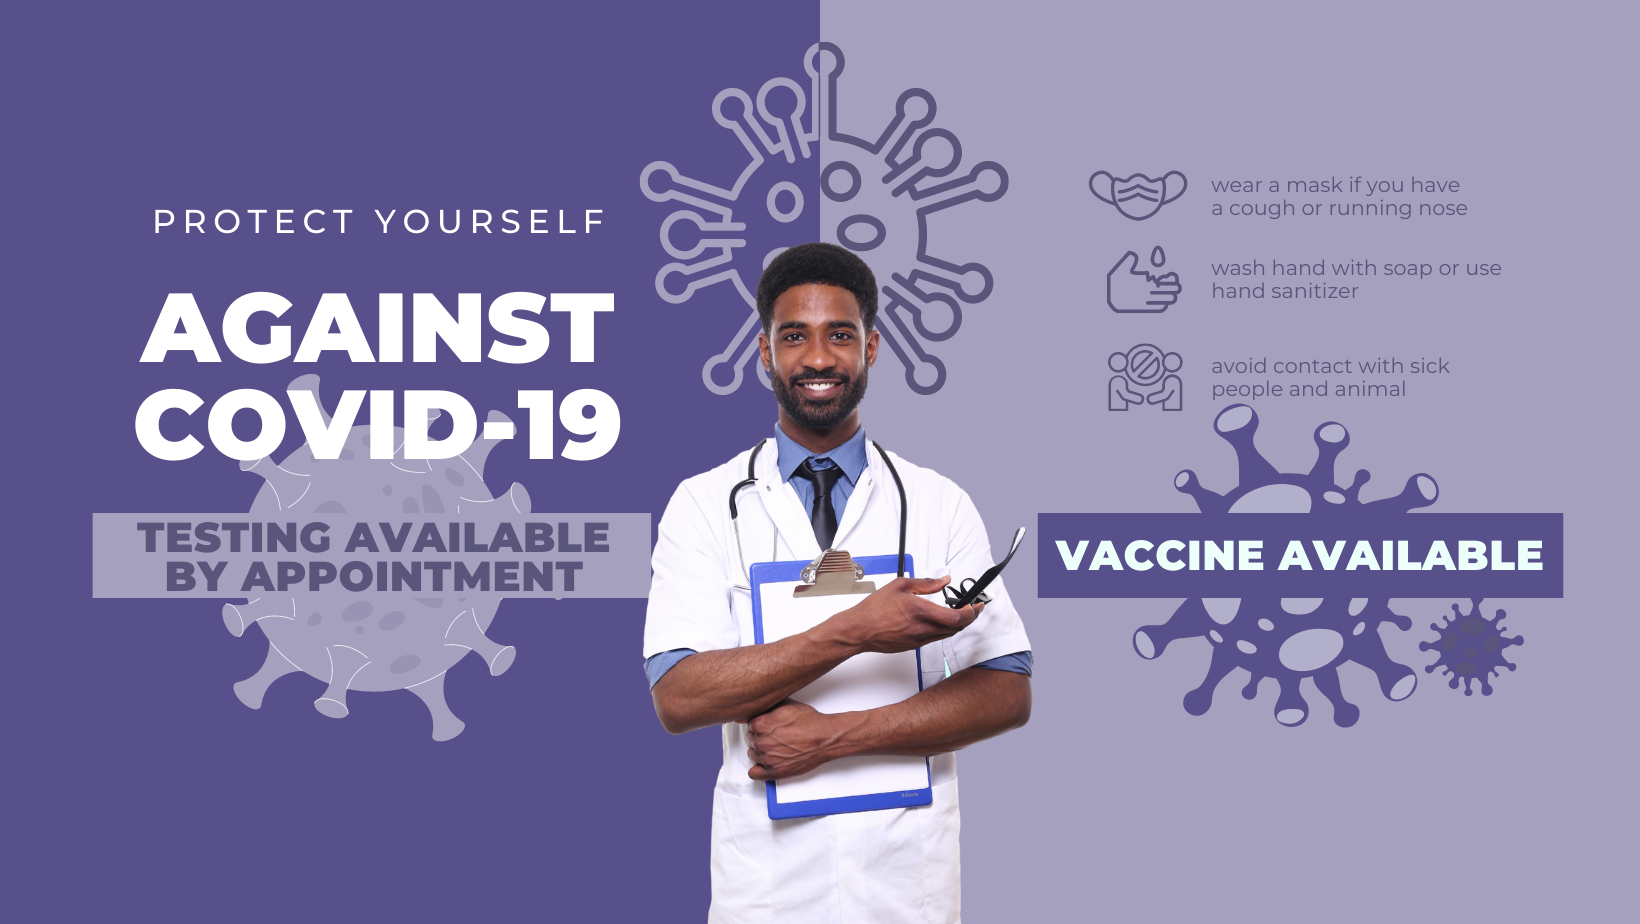 PROTECT YOURSELF
AGAINST
COVID-19
TESTING AVAILABLE
BY APPOINTMENT
wear a mask if you have
a cough or running nose
wash hand with soap or use
hand sanitizer
avoid contact with sick
people and animal
VACCINE AVAILABLE